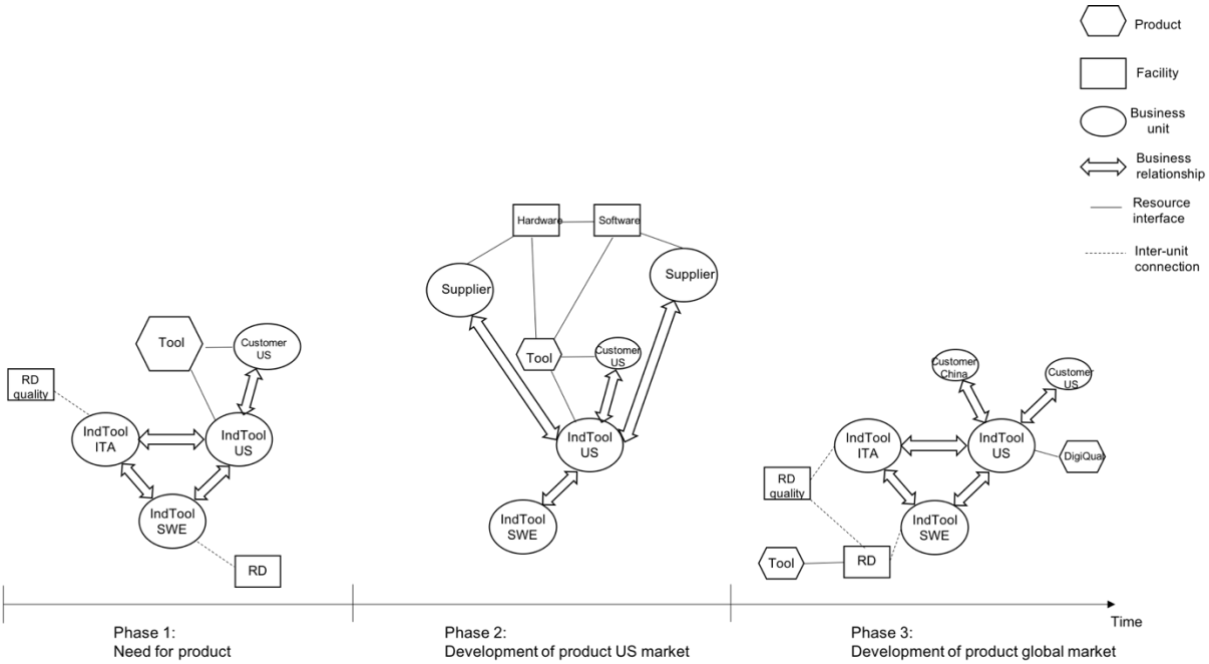 Product
Facility
Business
unit
Business
relationship
Resource
interface
Inter-unit
connection
Tool
Customer
US
RD
quality
IndTool
ITA
IndTool
US
IndTool
SWE
RD
Hardware
Software
Supplier
Supplier
Tool
Customer
US
IndTool
US
IndTool
SWE
Customer
China
Customer
US
IndTool
ITA
IndTool
US
DigiQual
RD
quality
IndTool
SWE
Tool
RD
Time
Phase 1:
Need for product
Phase 2:
Development of product US market
Phase 3:
Development of product global market